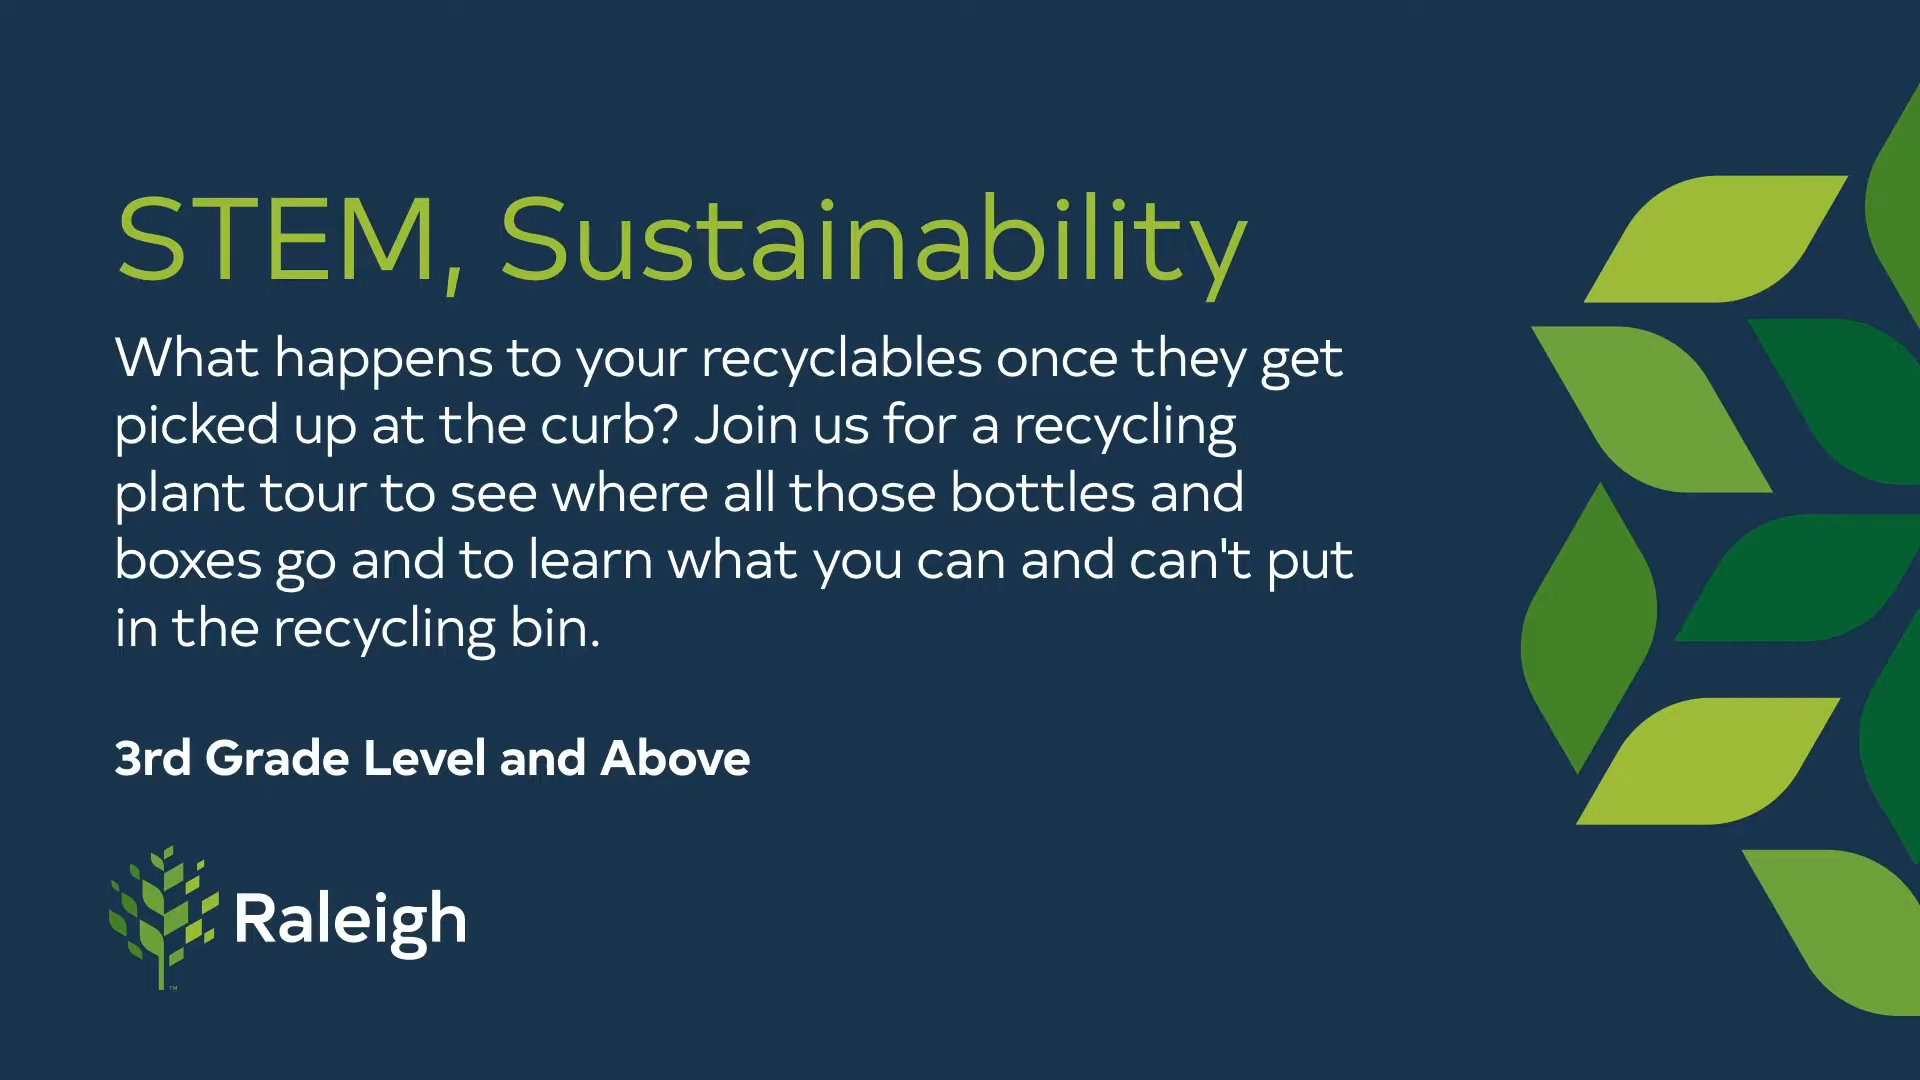 STEM, Sustainability
What happens to your recyclables once they get
picked up at the curb? Join us for a recycling
plant tour to see where all those bottles and
boxes go and to learn what you can and can't put
in the recycling bin.
3rd Grade Level and Above
Raleigh
TM